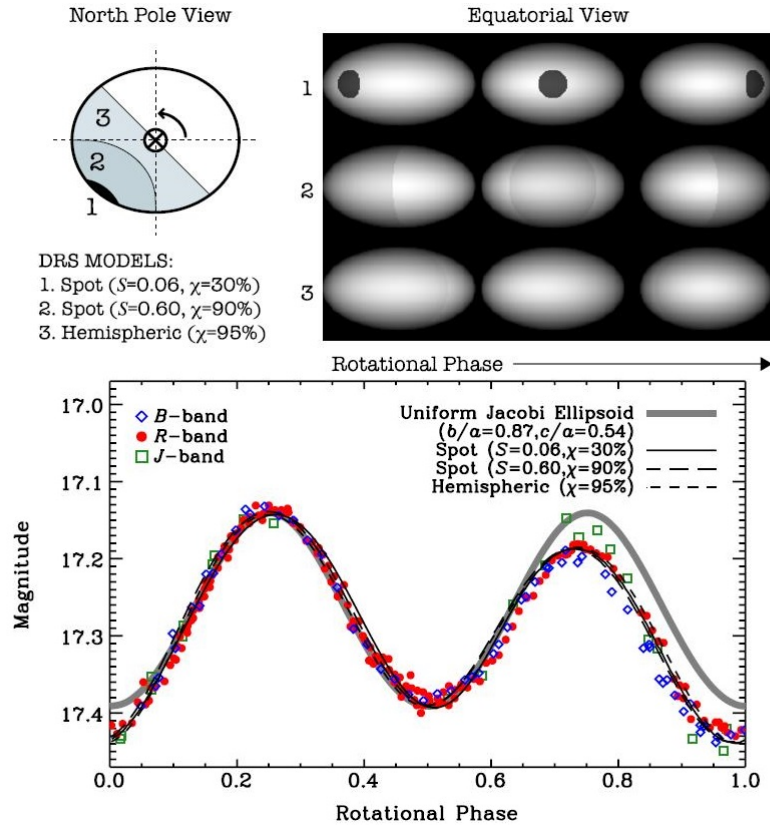 North Pole View
Equatorial View
3
2
1
1
2
3
DRS MODELS:
1. Spot (S=0.06, χ=30%)
2. Spot (S=0.60, χ=90%)
3. Hemispheric (χ=95%)
Rotational Phase
17.0
17.1
17.2
17.3
17.4
Magnitude
B-band
R-band
J-band
Uniform Jacobi Ellipsoid
(b/a=0.87,c/a=0.54)
Spot (S=0.06,χ=30%)
Spot (S=0.60,χ=90%)
Hemispheric (χ=95%)
0.0 0.2 0.4 0.6 0.8 1.0
Rotational Phase